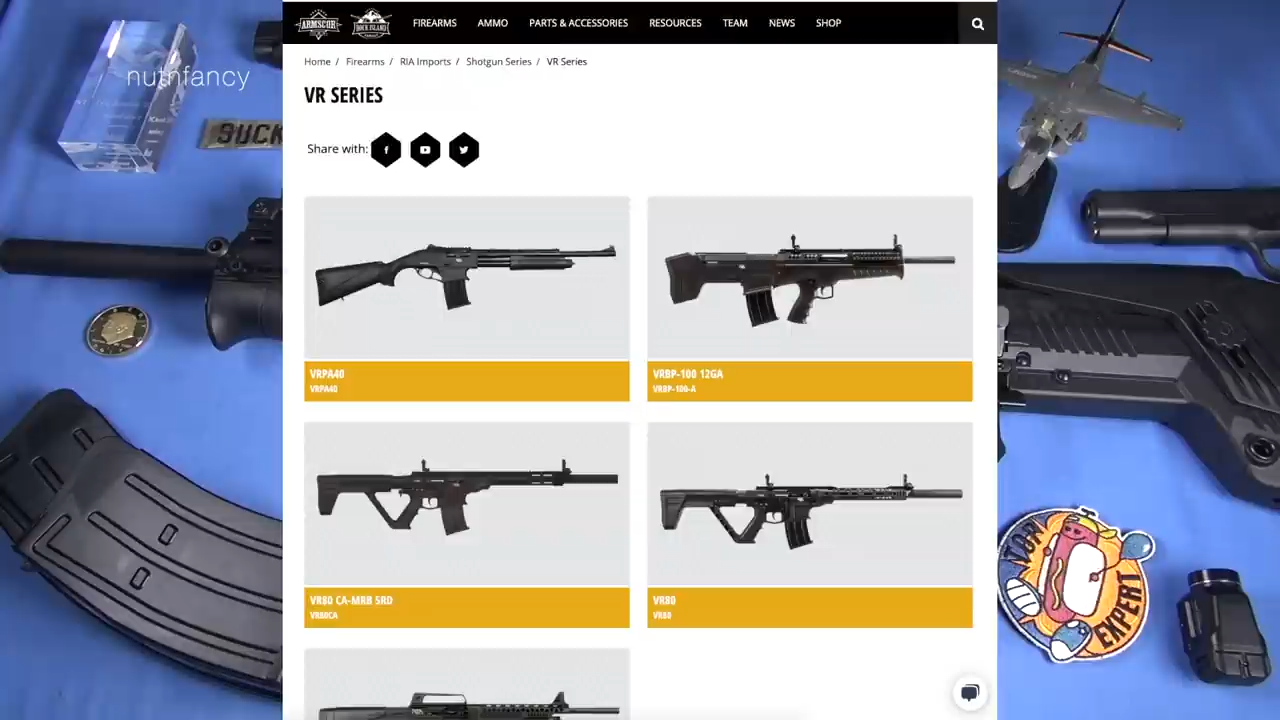 ARMSCOR
ROCK ISLAND
FIREARMS
AMMO
PARTS & ACCESSORIES
RESOURCES
TEAM
NEWS
SHOP
nutnfancy
SUCK
Home / Firearms / RIA Imports / Shotgun Series / VR Series
VR SERIES
Share with:
VRPA40
VRPA40
VRBP-100 12GA
VRBP-100-A
VR80 CA-MRB 5RD
VR80CA
VR80
VR80
EXPERT